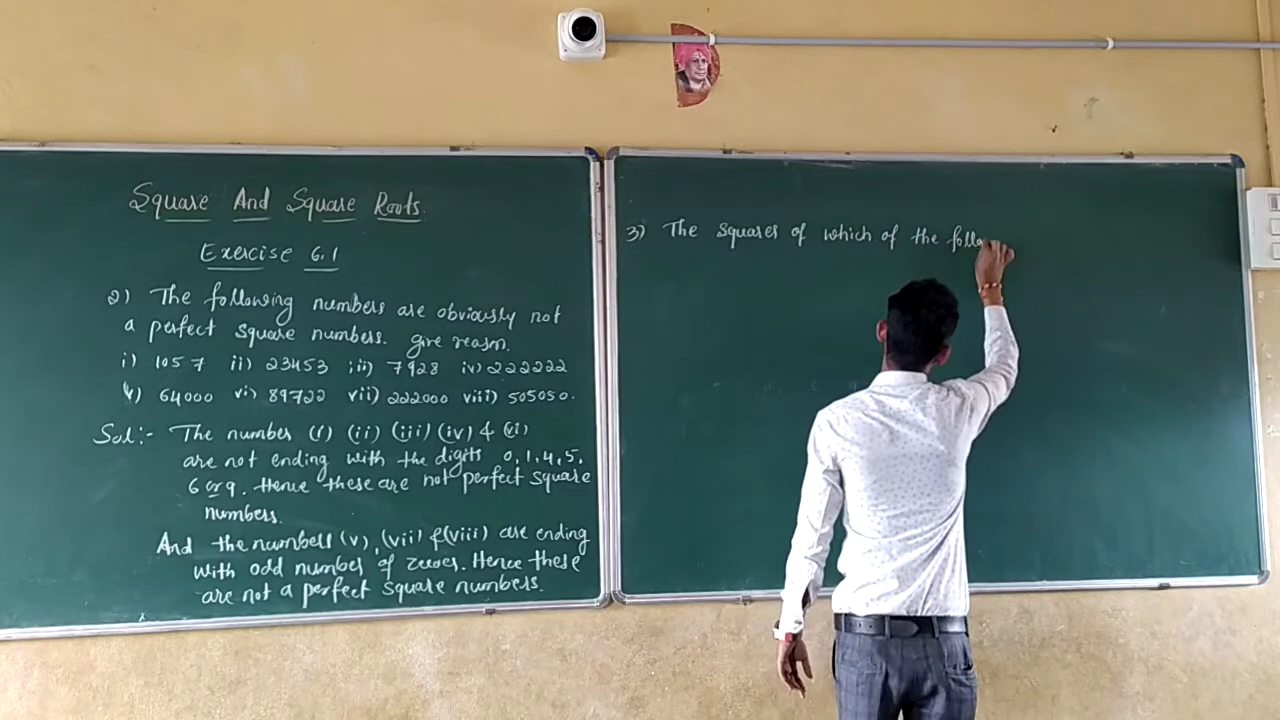 Square And Square Roots.
Exercise 6.1
2) The following numbers are obviously not
a perfect square numbers. give reason.
i) 1057 ii) 23453 iii) 7928 iv) 222222
v) 64000 vi) 89722 vii) 222000 viii) 505050.
Sol:- The number (i) (ii) (iii) (iv) & (vi)
are not ending with the digits 0, 1, 4, 5,
6 or 9. Hence these are not perfect square
numbers.
And the numbers (v), (vii) & (viii) are ending
with odd number of zeroes. Hence these
are not a perfect square numbers.
3) The squares of which of the follo